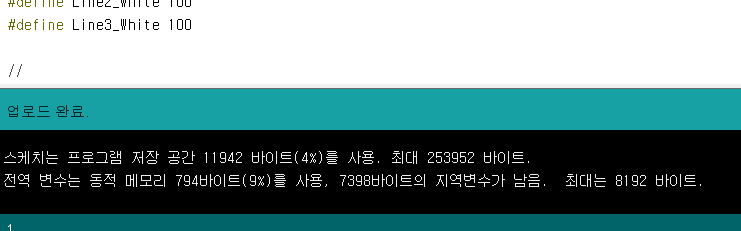 #define Line2_White 100
#define Line3_White 100
//
업로드 완료.
스케치는 프로그램 저장 공간 11942 바이트(4%)를 사용. 최대 253952 바이트.
전역 변수는 동적 메모리 794바이트(9%)를 사용, 7398바이트의 지역변수가 남음.  최대는 8192 바이트.
1